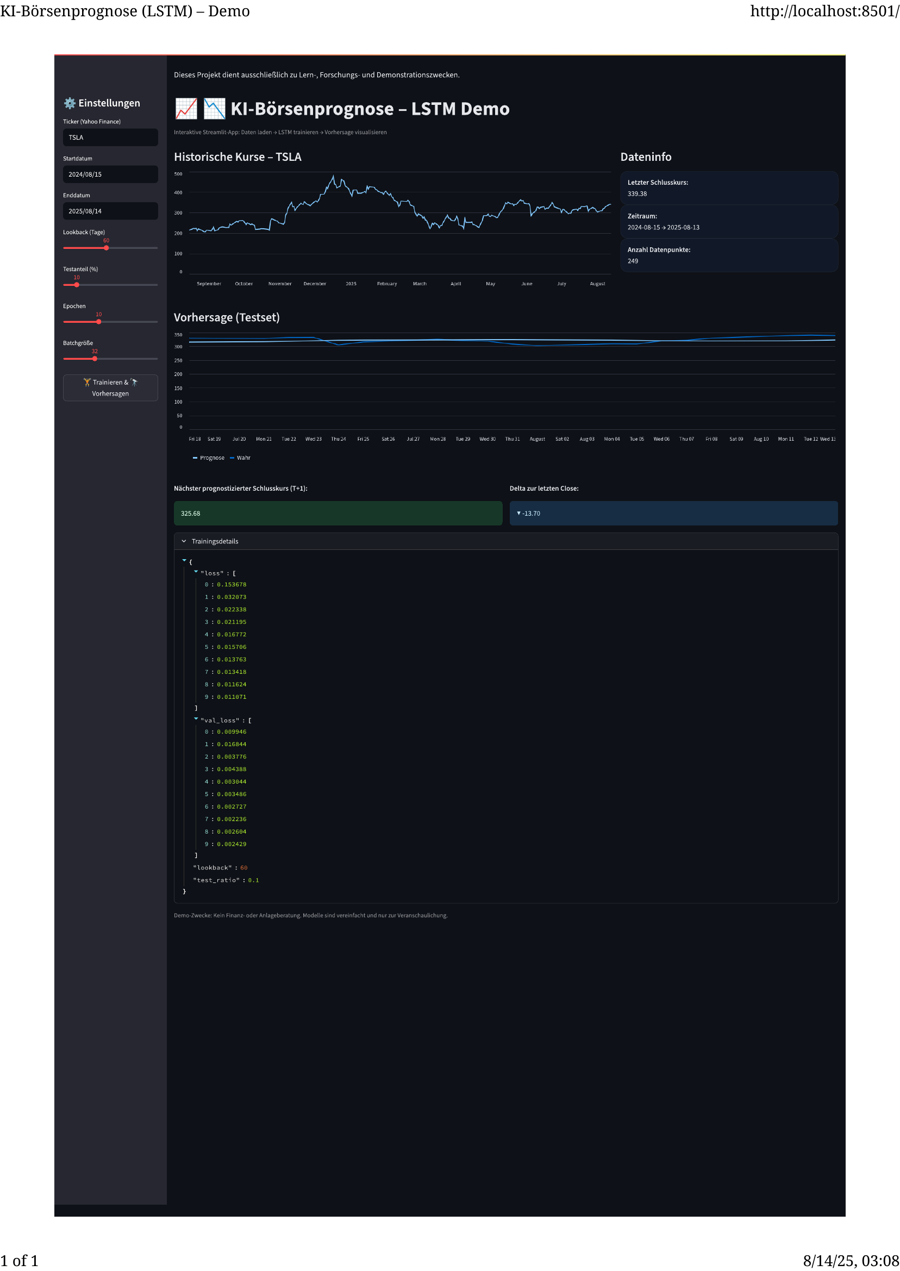 KI-Börsenprognose (LSTM) – Demo
http://localhost:8501/
Dieses Projekt dient ausschließlich zu Lern-, Forschungs- und Demonstrationszwecken.
⚙️ Einstellungen
Ticker (Yahoo Finance)
TSLA
Startdatum
2024/08/15
Enddatum
2025/08/14
Lookback (Tage)
60
Testanteil (%)
10
Epochen
10
Batchgröße
32
🏋️ Trainieren & 🔭
Vorhersagen
📈 📉 KI-Börsenprognose – LSTM Demo
Interaktive Streamlit-App: Daten laden → LSTM trainieren → Vorhersage visualisieren
Historische Kurse – TSLA
500
400
300
200
100
0
September October November December 2025 February March April May June July August
Dateninfo
Letzter Schlusskurs:
339.38
Zeitraum:
2024-08-15 → 2025-08-13
Anzahl Datenpunkte:
249
Vorhersage (Testset)
350
300
250
200
150
100
50
0
Fri 18 Sat 19 Jul 20 Mon 21 Tue 22 Wed 23 Thu 24 Fri 25 Sat 26 Jul 27 Mon 28 Tue 29 Wed 30 Thu 31 August Sat 02 Aug 03 Mon 04 Tue 05 Wed 06 Thu 07 Fri 08 Sat 09 Aug 10 Mon 11 Tue 12 Wed 13
Prognose Wahr
Nächster prognostizierter Schlusskurs (T+1):
325.68
Delta zur letzten Close:
▼ -13.70
Trainingsdetails
{
"loss" : [
0 : 0.153678
1 : 0.032073
2 : 0.022338
3 : 0.021195
4 : 0.016772
5 : 0.015706
6 : 0.013763
7 : 0.013418
8 : 0.011624
9 : 0.011071
]
"val_loss" : [
0 : 0.009946
1 : 0.016844
2 : 0.003776
3 : 0.004388
4 : 0.003044
5 : 0.003486
6 : 0.002727
7 : 0.002236
8 : 0.002604
9 : 0.002429
]
"lookback" : 60
"test_ratio" : 0.1
}
Demo-Zwecke: Kein Finanz- oder Anlageberatung. Modelle sind vereinfacht und nur zur Veranschaulichung.
1 of 1
8/14/25, 03:08